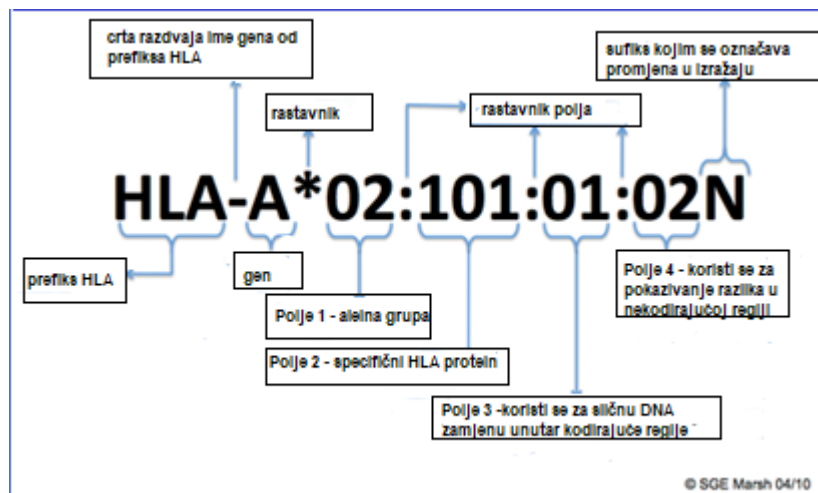 crta razdvaja ime gena od
prefiksa HLA
sufiks kojim se označava
promjena u izražaju
rastavnik
rastavnik polja
HLA-A*02:101:01:02N
prefiks HLA
gen
Polje 1 - alelna grupa
Polje 2 - specifični HLA protein
Polje 3 -koristi se za sličnu DNA
zamjenu unutar kodirajuće regije
Polje 4 - koristi se za
pokazivanje razlika u
nekodirajućoj regiji
© SGE Marsh 04/10